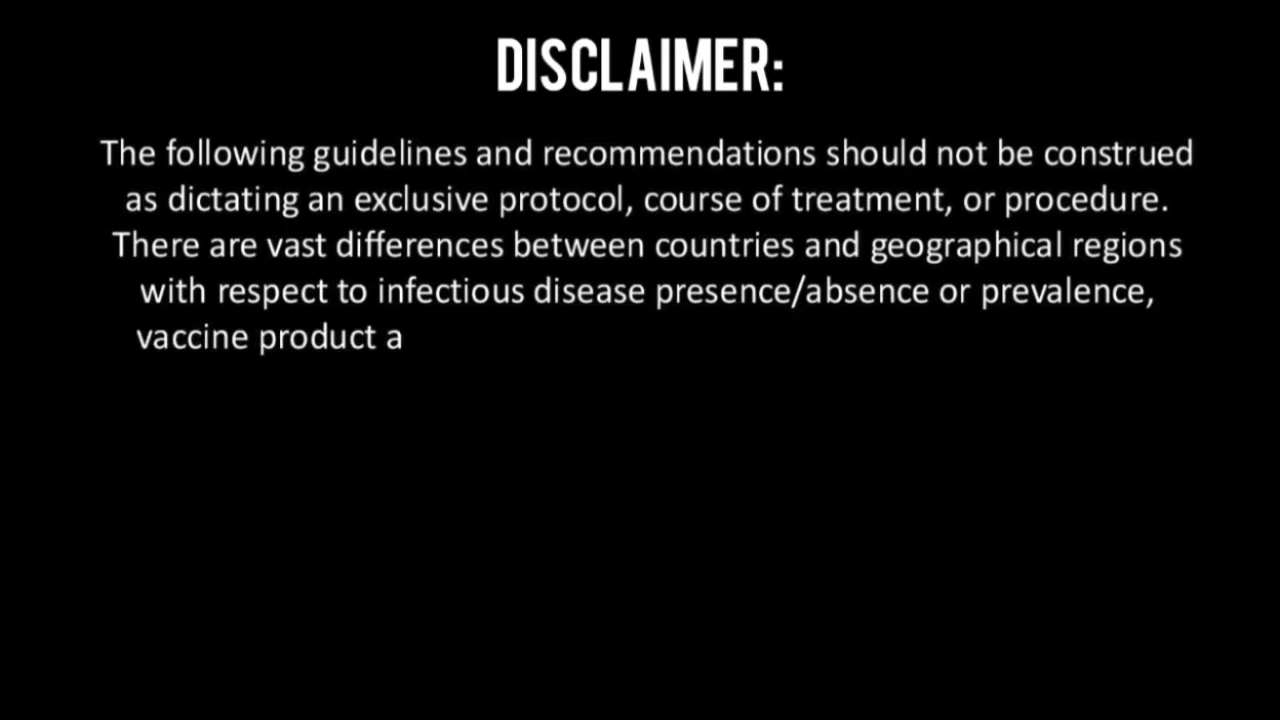 DISCLAIMER:
The following guidelines and recommendations should not be construed
as dictating an exclusive protocol, course of treatment, or procedure.
There are vast differences between countries and geographical regions
with respect to infectious disease presence/absence or prevalence,
vaccine product a